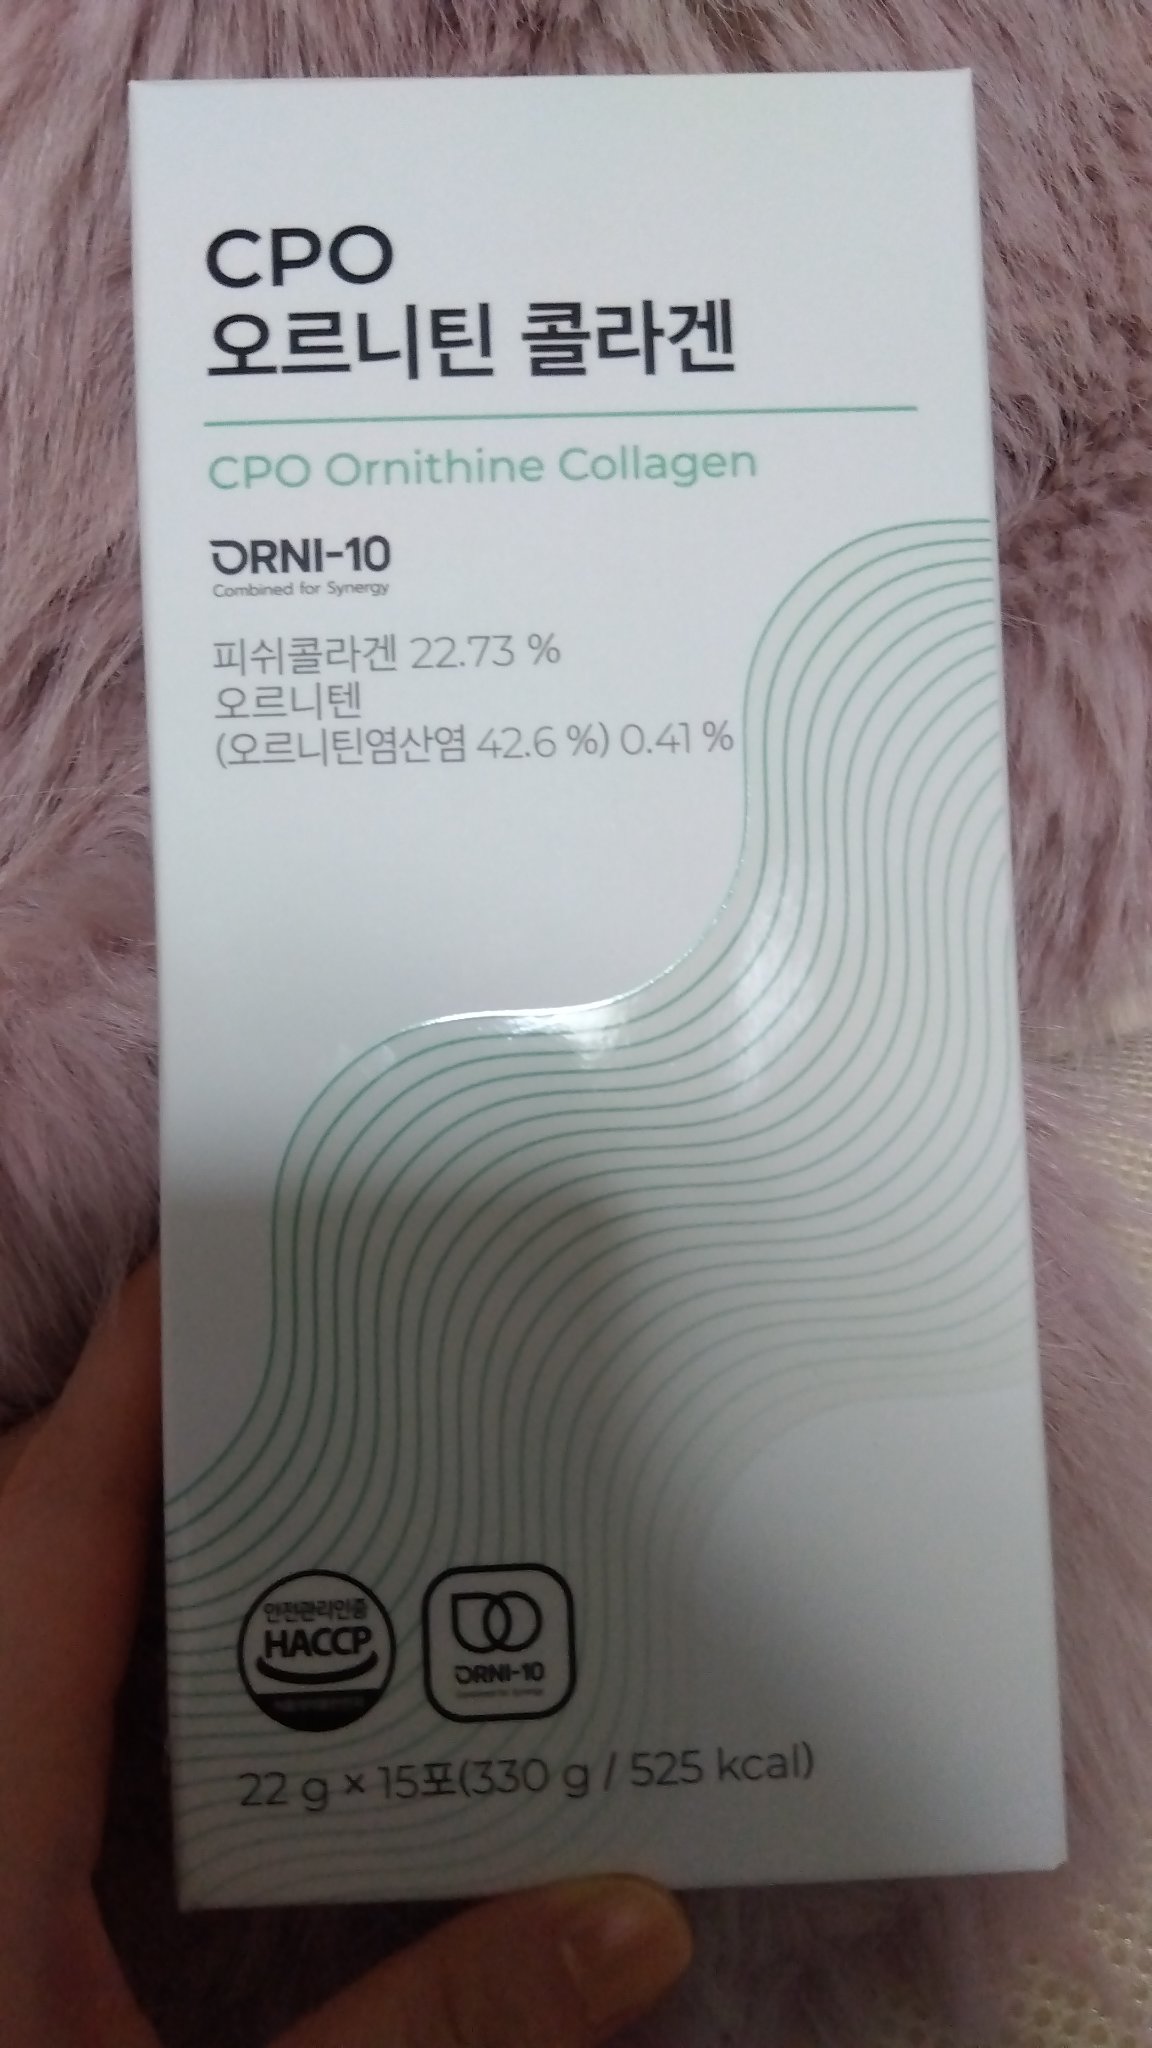 CPO
오르니틴 콜라겐
CPO Ornithine Collagen
ORNI-10
Combined for Synergy
피쉬콜라겐 22.73 %
오르니텐
(오르니틴염산염 42.6 %) 0.41 %
안전관리인증
HACCP
ORNI-10
22 g × 15포(330 g / 525 kcal)